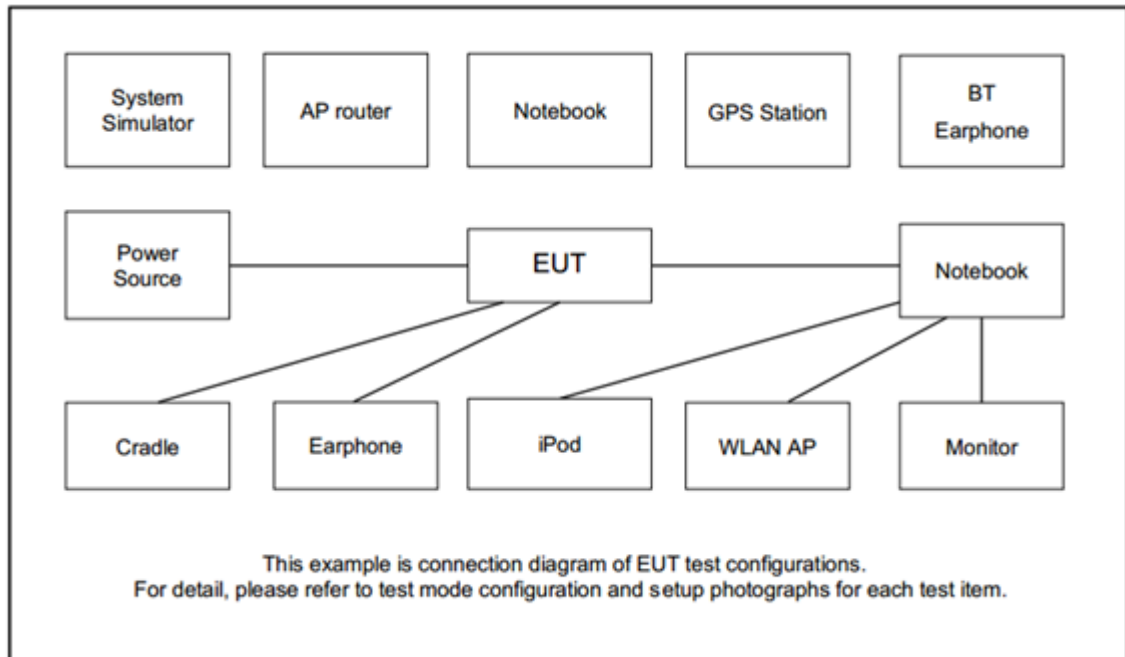 System
Simulator
AP router
Notebook
GPS Station
BT
Earphone
Power
Source
EUT
Notebook
Cradle
Earphone
iPod
WLAN AP
Monitor
This example is connection diagram of EUT test configurations.
For detail, please refer to test mode configuration and setup photographs for each test item.